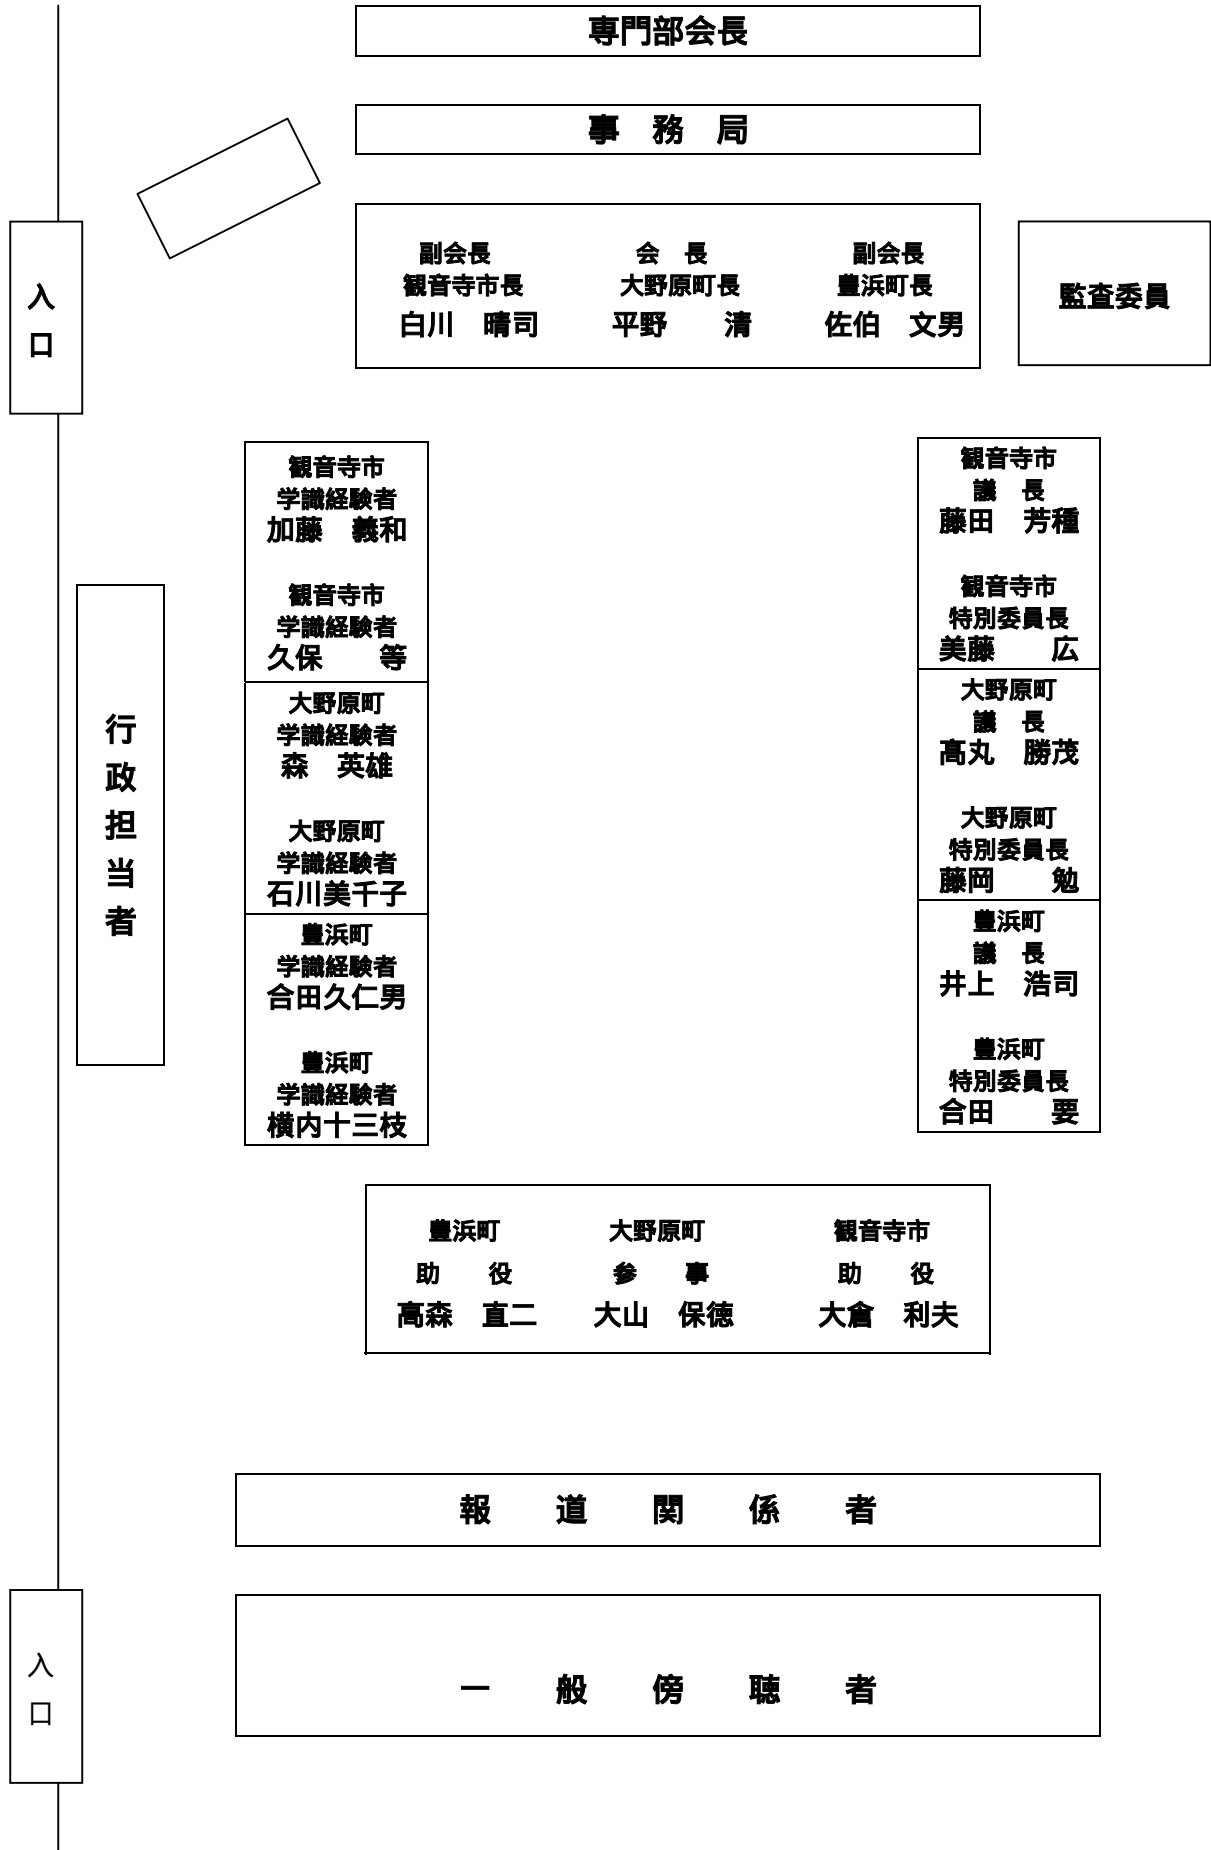 専門部会長
事　務　局
副会長
観音寺市長
白川　晴司
会　長
大野原町長
平野　　清
副会長
豊浜町長
佐伯　文男
監査委員
入
口
観音寺市
学識経験者
加藤　義和
観音寺市
学識経験者
久保　　等
大野原町
学識経験者
森　英雄
大野原町
学識経験者
石川美千子
豊浜町
学識経験者
合田久仁男
豊浜町
学識経験者
横内十三枝
観音寺市
議　長
藤田　芳種
観音寺市
特別委員長
美藤　　広
大野原町
議　長
髙丸　勝茂
大野原町
特別委員長
藤岡　　勉
豊浜町
議　長
井上　浩司
豊浜町
特別委員長
合田　　要
行
政
担
当
者
豊浜町
助　　役
高森　直二
大野原町
参　　事
大山　保徳
観音寺市
助　　役
大倉　利夫
報　　道　　関　　係　　者
一　　般　　傍　　聴　　者
入
口